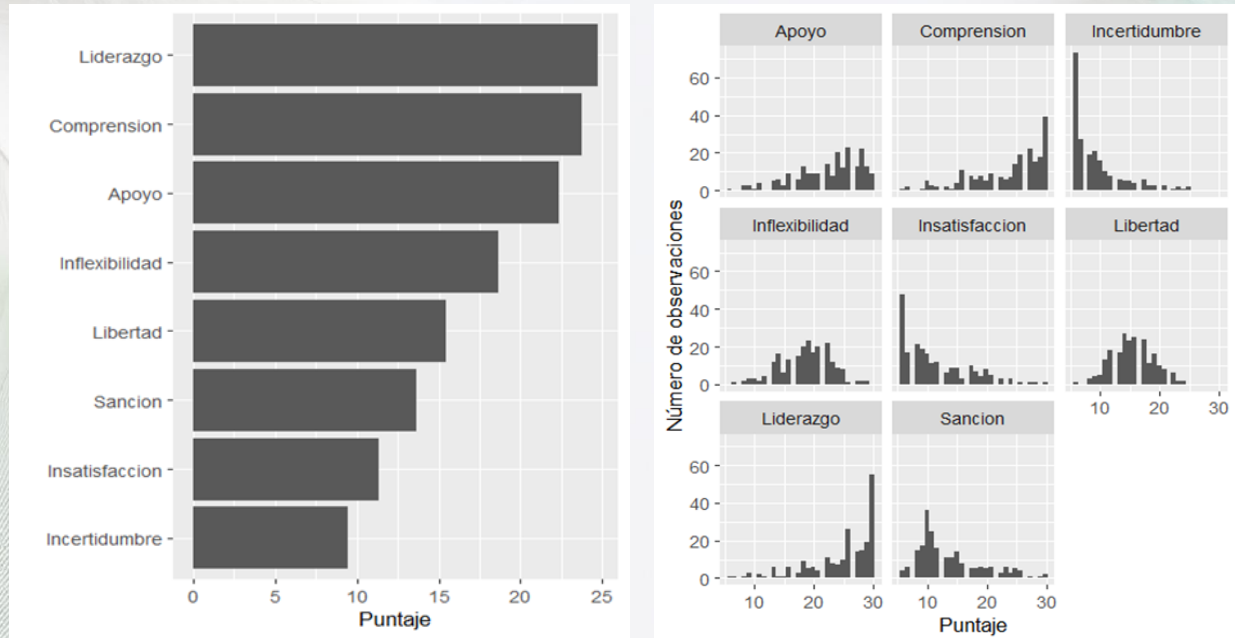 Liderazgo
Comprension
Apoyo
Inflexibilidad
Libertad
Sancion
Insatisfaccion
Incertidumbre
0 5 10 15 20 25
Puntaje
Número de observaciones
Apoyo Comprension Incertidumbre
60
40
20
0
Inflexibilidad Insatisfaccion Libertad
60
40
20
0
10 20 30
Liderazgo Sancion
60
40
20
0
10 20 30 10 20 30
Puntaje